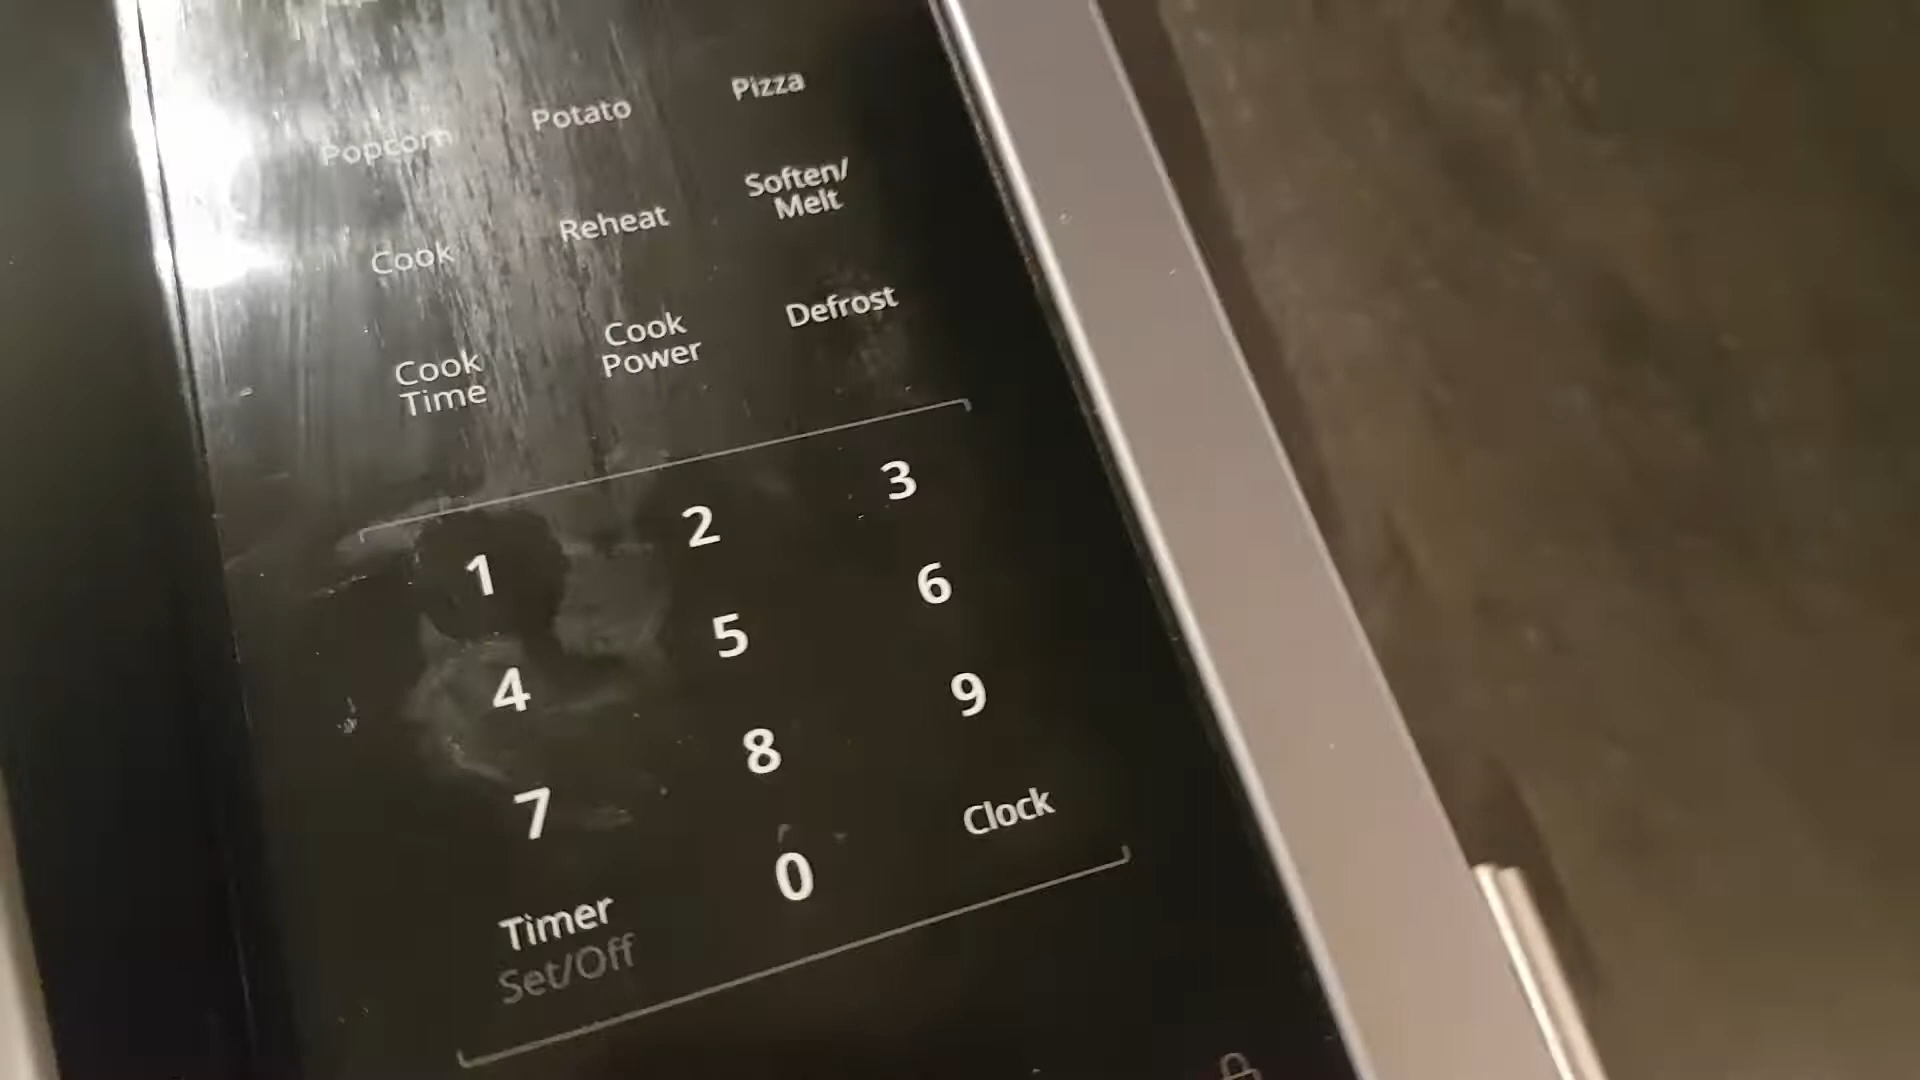 Popcorn Potato Pizza
Cook Reheat Soften/
Melt
Cook
Time
Cook
Power
Defrost
1 2 3
4 5 6
7 8 9
Timer
Set/Off
0
Clock